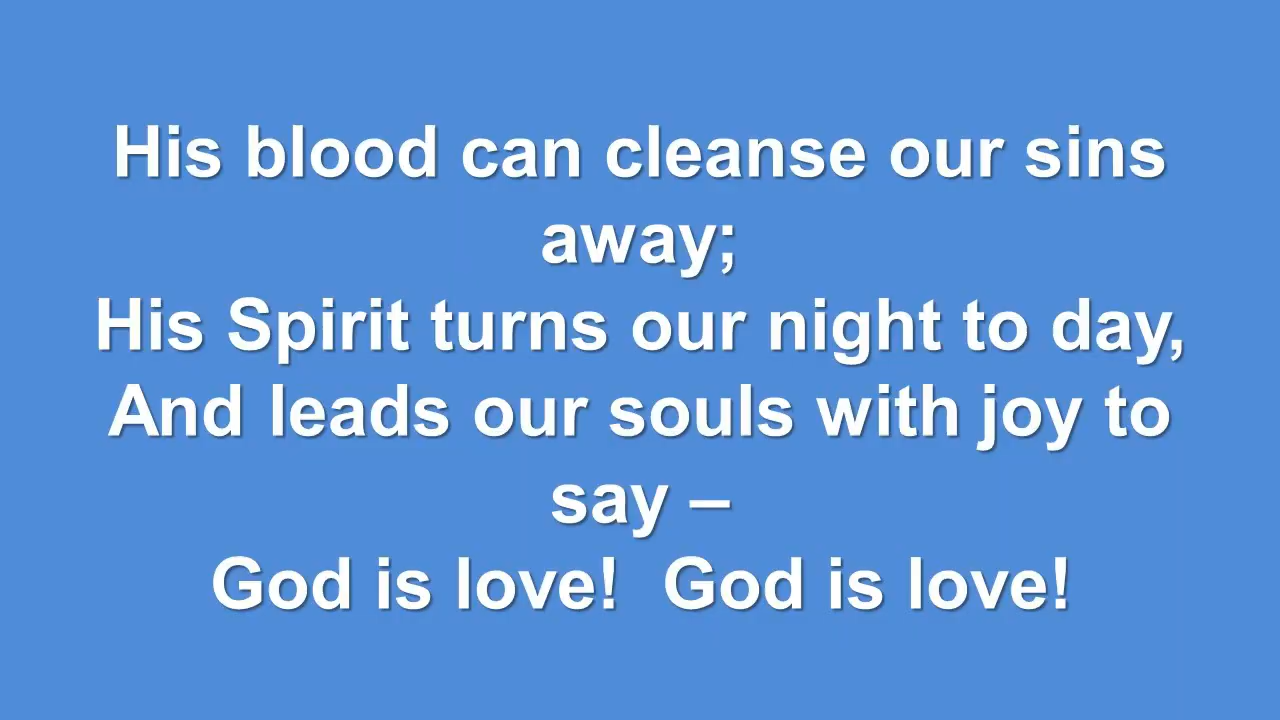 His blood can cleanse our sins
away;
His Spirit turns our night to day,
And leads our souls with joy to
say –
God is love!  God is love!